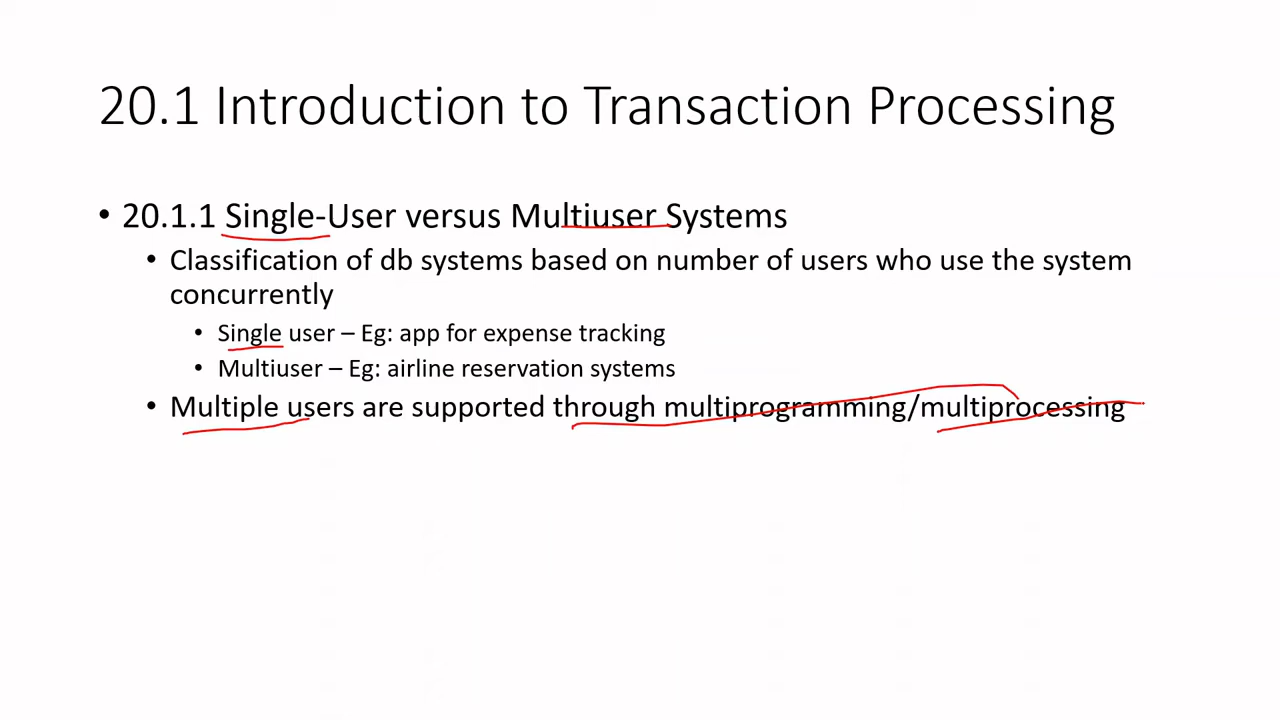 20.1 Introduction to Transaction Processing
• 20.1.1 Single-User versus Multiuser Systems
• Classification of db systems based on number of users who use the system
concurrently
• Single user – Eg: app for expense tracking
• Multiuser – Eg: airline reservation systems
• Multiple users are supported through multiprogramming/multiprocessing